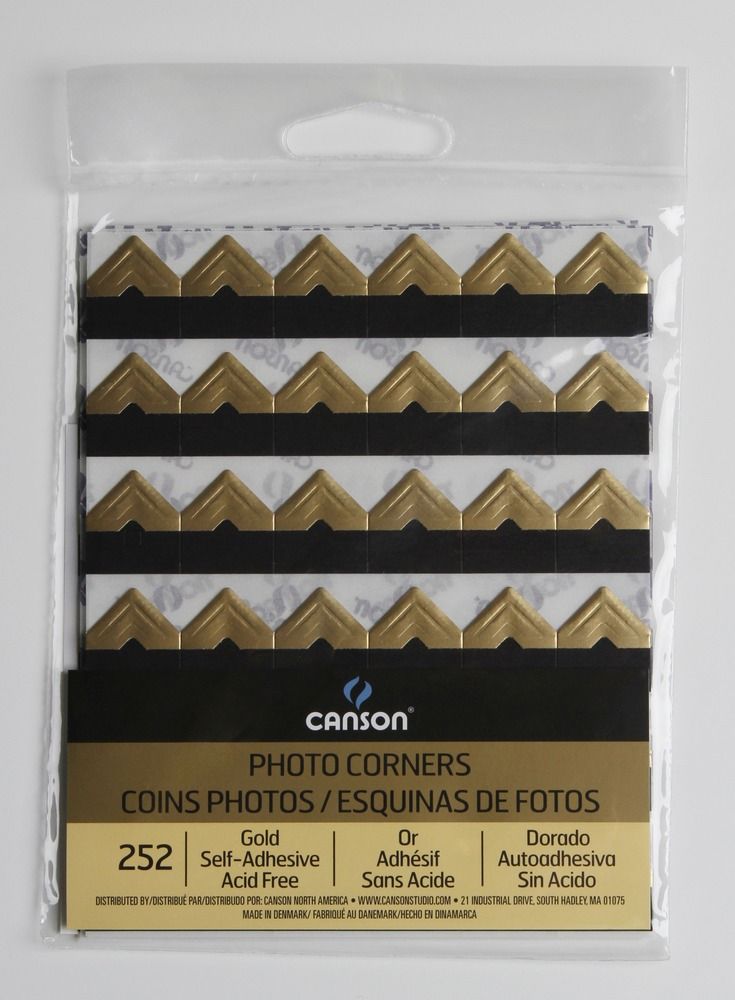 CANSON®
PHOTO CORNERS
COINS PHOTOS / ESQUINAS DE FOTOS
252
Gold
Self-Adhesive
Acid Free
Or
Adhésif
Sans Acide
Dorado
Autoadhesiva
Sin Acido
DISTRIBUTED BY/DISTRIBUÉ PAR/DISTRIBUIDO POR: CANSON NORTH AMERICA • WWW.CANSONSTUDIO.COM • 21 INDUSTRIAL DRIVE, SOUTH HADLEY, MA 01075
MADE IN DENMARK/ FABRIQUÉ AU DANEMARK/HECHO EN DINAMARCA